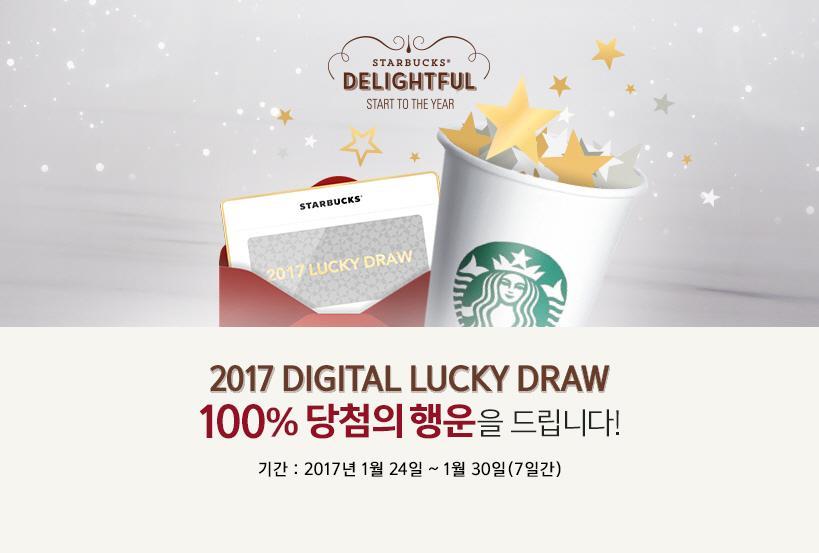 STARBUCKS®
DELIGHTFUL
START TO THE YEAR
STARBUCKS®
2017 LUCKY DRAW
2017 DIGITAL LUCKY DRAW
100% 당첨의 행운을 드립니다!
기간 : 2017년 1월 24일 ~ 1월 30일(7일간)